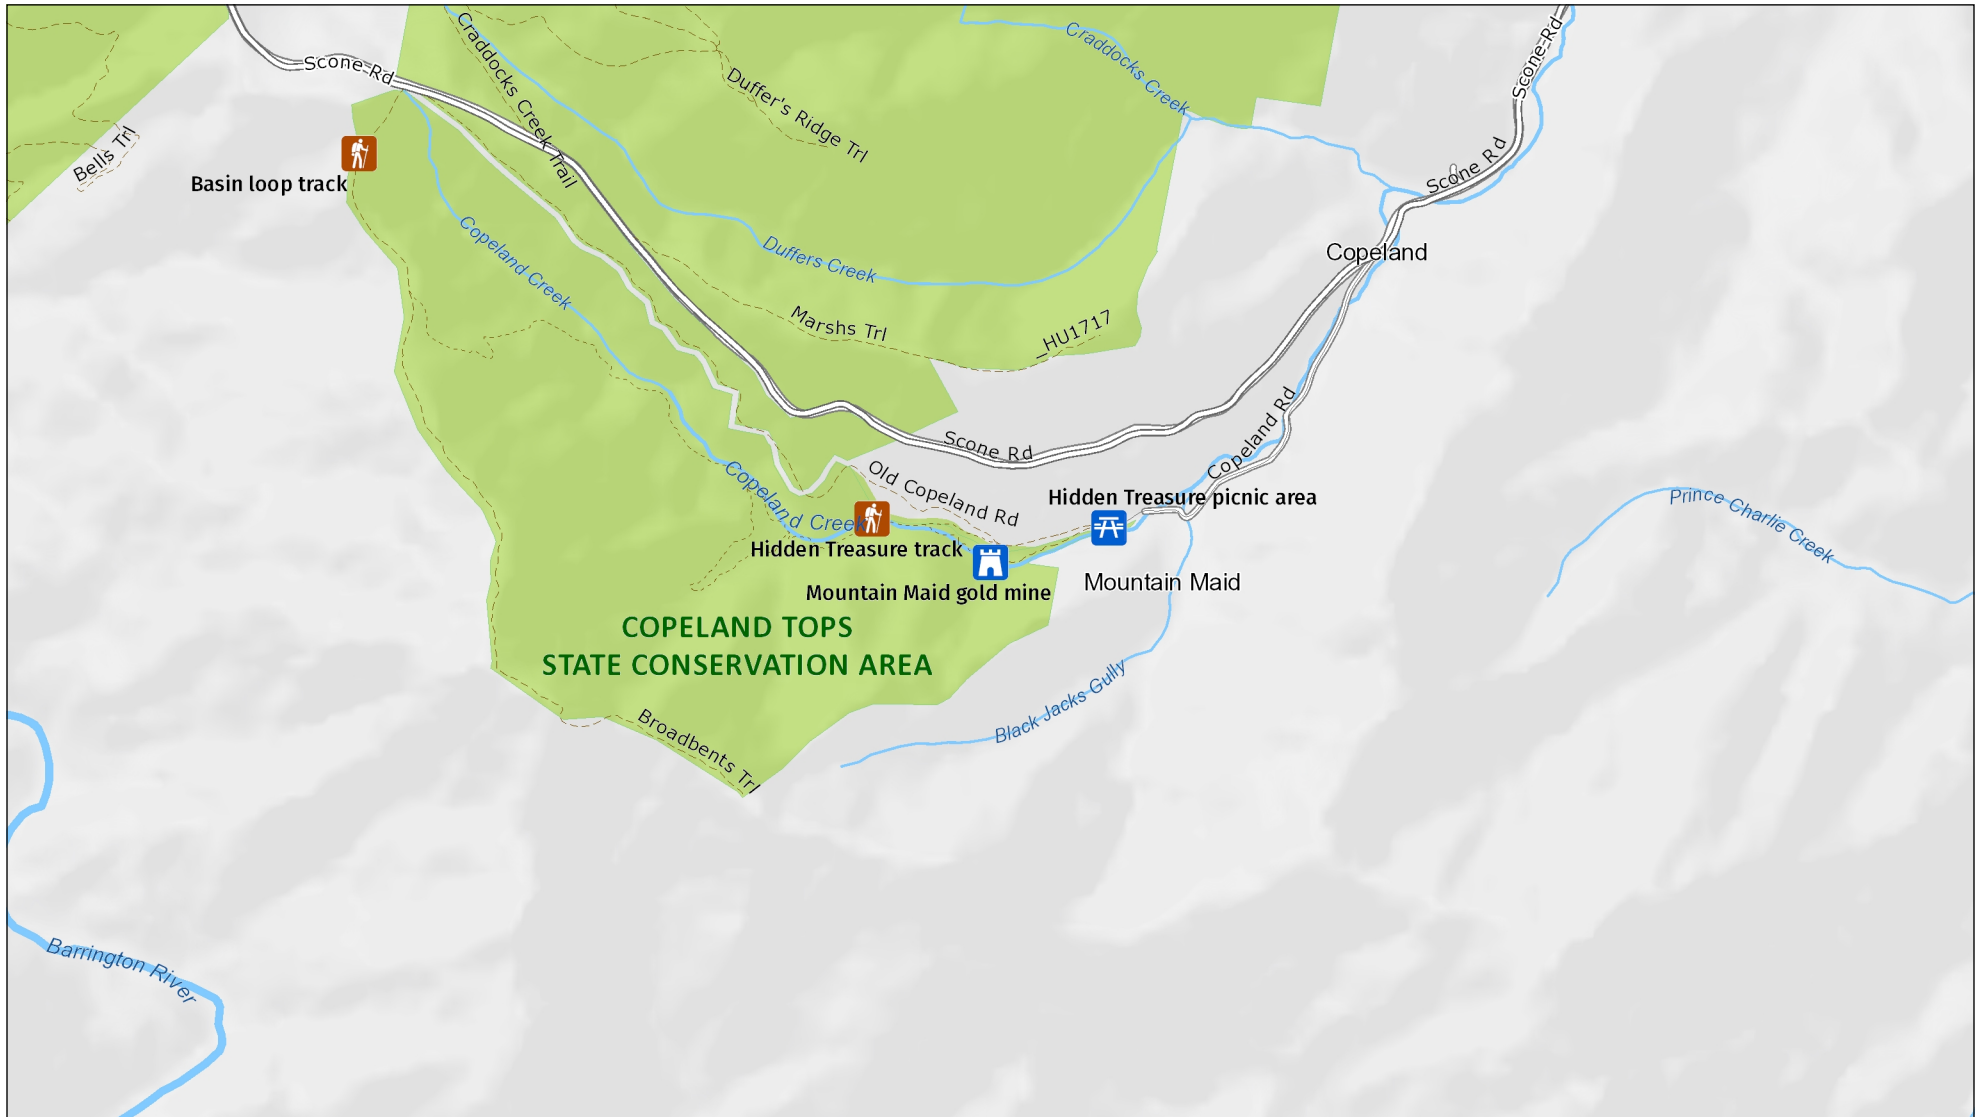 Scone Rd
Craddocks Creek Trail
Craddocks Creek
Scone Rd
Duffer's Ridge Trl
Bells Trl
Basin loop track
Scone Rd
Copeland Creek
Duffers Creek
Copeland
Marshs Trl
_HU1717
Scone Rd
Copeland Rd
Old Copeland Rd
Copeland Creek
Hidden Treasure picnic area
Prince Charlie Creek
Hidden Treasure track
Mountain Maid gold mine
Mountain Maid
COPELAND TOPS
STATE CONSERVATION AREA
Black Jacks Gully
Broadbents Trl
Barrington River